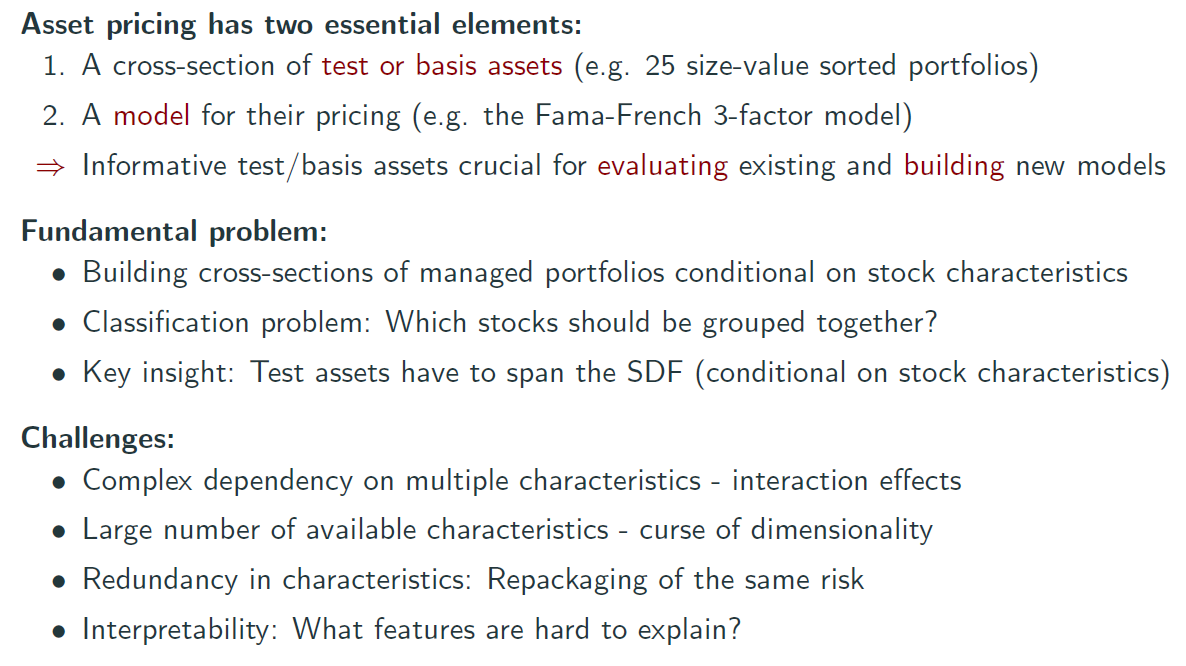 Asset pricing has two essential elements:
1. A cross-section of test or basis assets (e.g. 25 size-value sorted portfolios)
2. A model for their pricing (e.g. the Fama-French 3-factor model)
⇒ Informative test/basis assets crucial for evaluating existing and building new models
Fundamental problem:
• Building cross-sections of managed portfolios conditional on stock characteristics
• Classification problem: Which stocks should be grouped together?
• Key insight: Test assets have to span the SDF (conditional on stock characteristics)
Challenges:
• Complex dependency on multiple characteristics - interaction effects
• Large number of available characteristics - curse of dimensionality
• Redundancy in characteristics: Repackaging of the same risk
• Interpretability: What features are hard to explain?